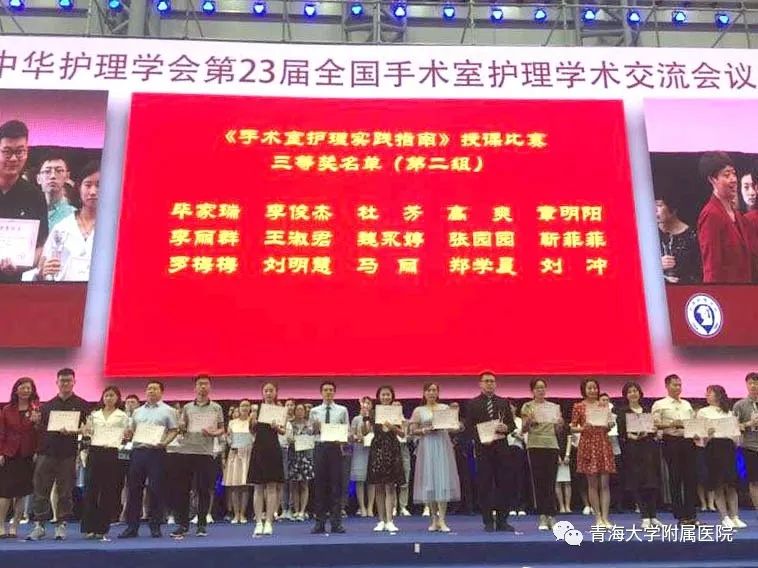 中华护理学会第23届全国手术室护理学术交流会议
《手术室护理实践指南》授课比赛
三等奖名单（第二组）
毕家瑞 李俊杰 杜 芳 高 爽 章明阳
李丽群 王淑君 魏永婷 张园园 靳菲菲
罗梅梅 刘明慧 马 丽 郑学夏 刘 冲
青海大学附属医院